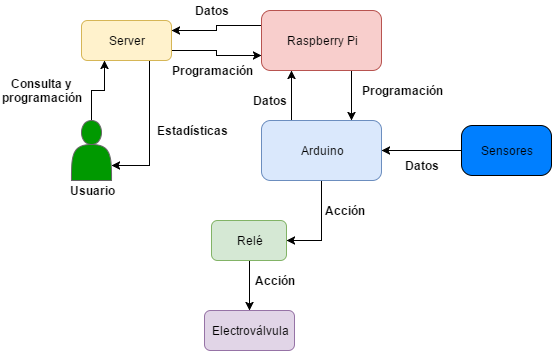 Datos
Server
Raspberry Pi
Programación
Consulta y
programación
Datos
Programación
Estadísticas
Arduino
Sensores
Datos
Usuario
Acción
Relé
Acción
Electroválvula